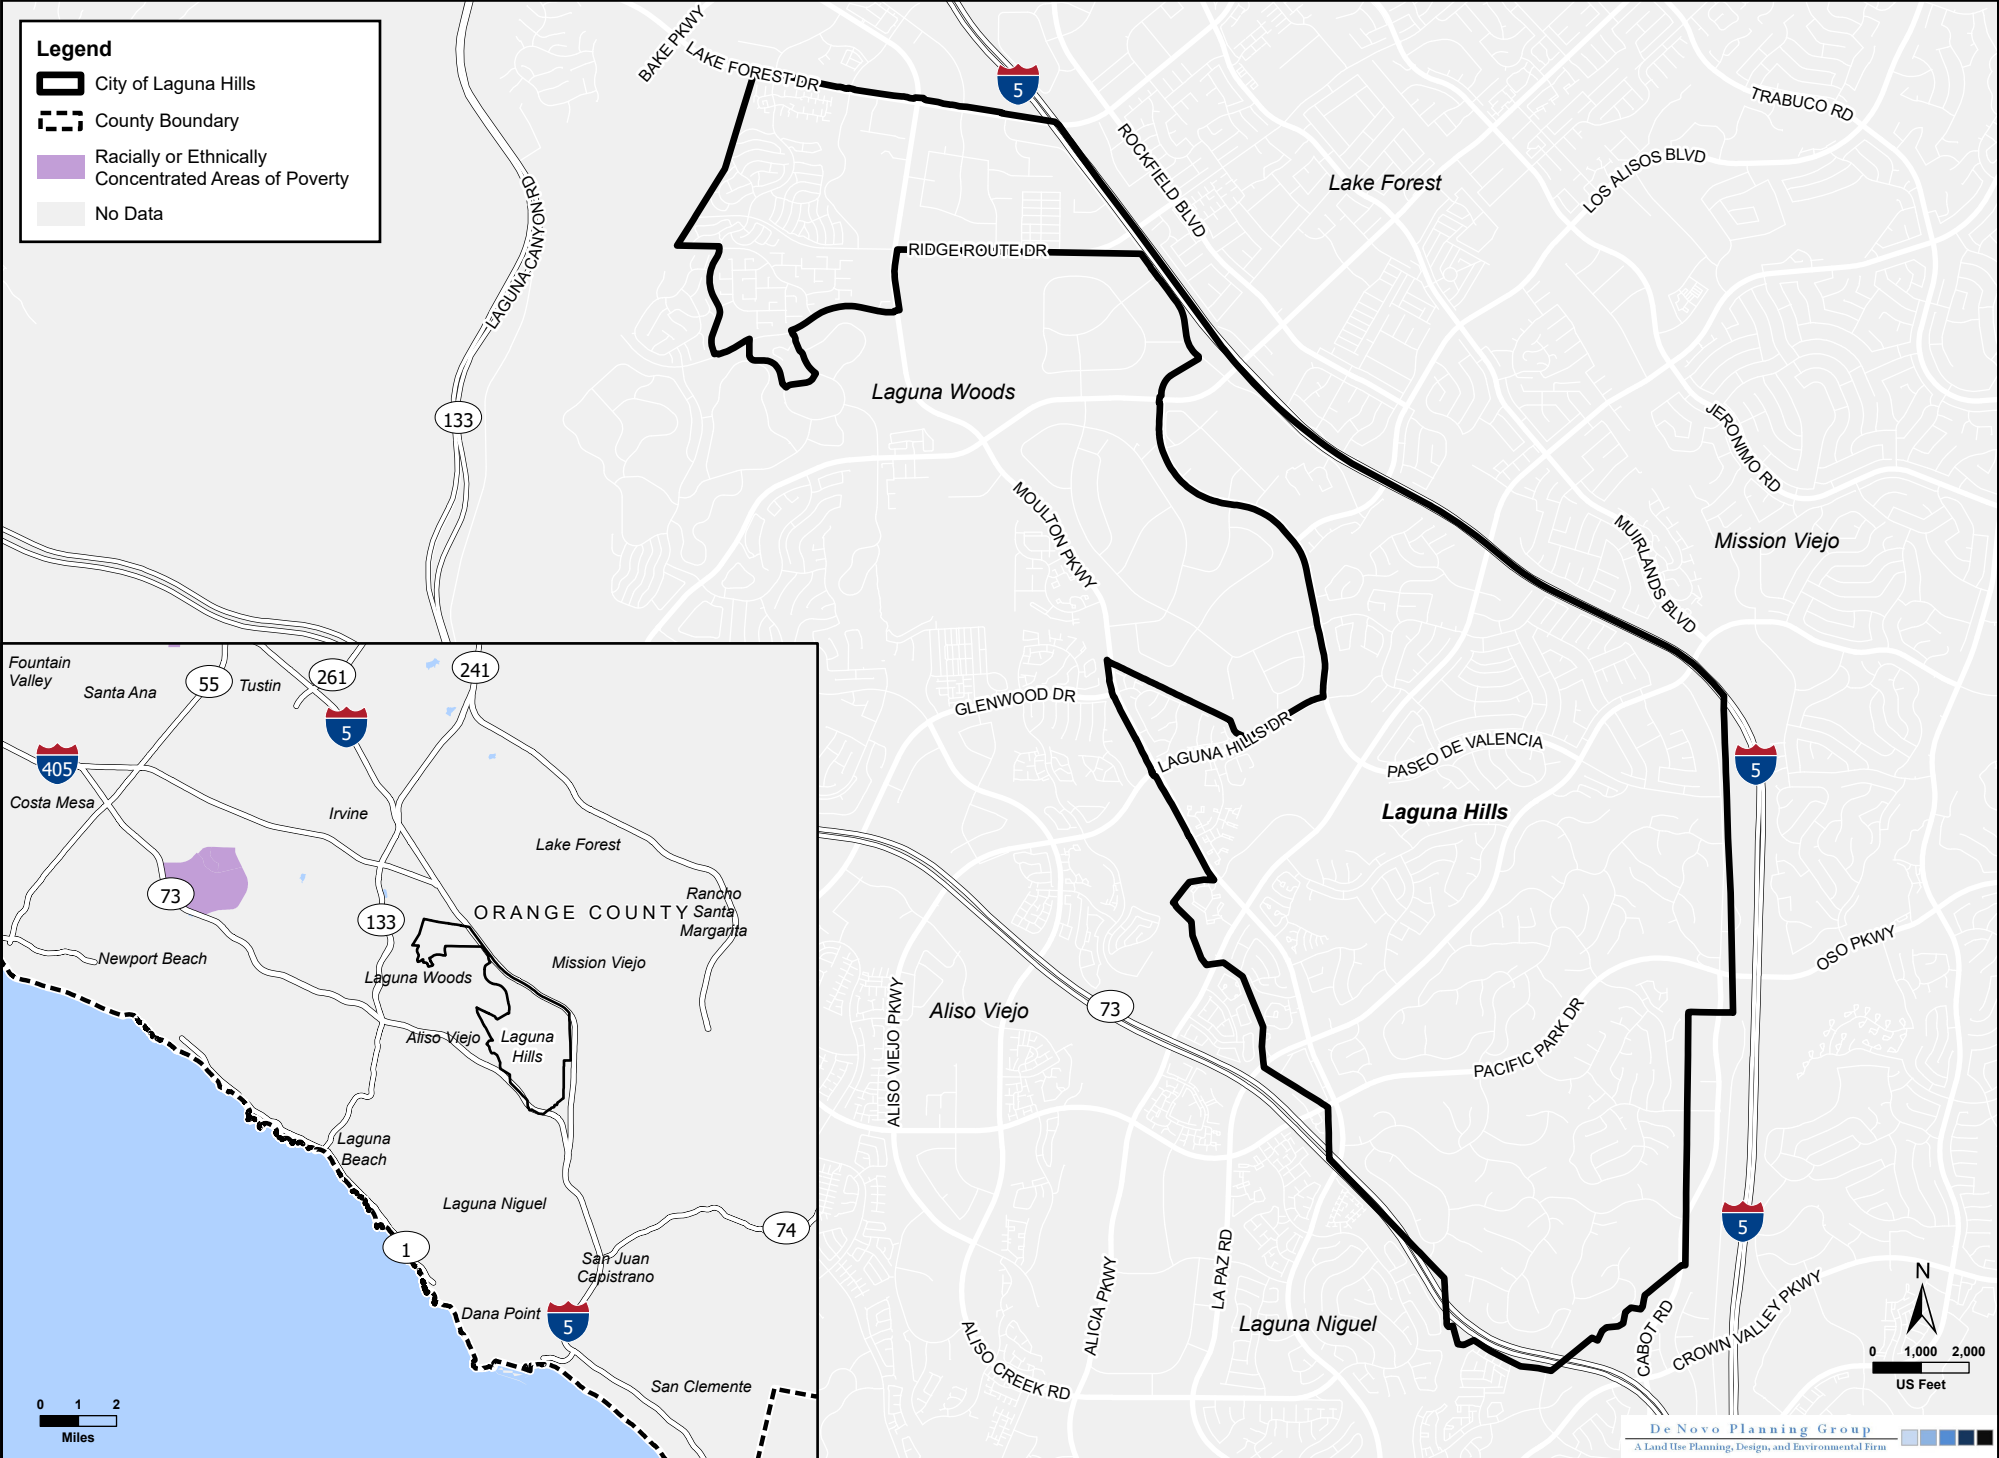 Legend
City of Laguna Hills
County Boundary
Racially or Ethnically
Concentrated Areas of Poverty
No Data
BAKE PKWY
LAKE FOREST DR
5
TRABUCO RD
ROCKFIELD BLVD
LOS ALISOS BLVD
Lake Forest
LAGUNA CANYON RD
RIDGE ROUTE DR
Laguna Woods
133
JERONIMO RD
MOULTON PKWY
MUIRLANDS BLVD
Mission Viejo
GLENWOOD DR
LAGUNA HILLS DR
PASEO DE VALENCIA
5
Laguna Hills
OSO PKWY
ALISO VIEJO PKWY
Aliso Viejo
73
PACIFIC PARK DR
5
LA PAZ RD
ALICIA PKWY
Laguna Niguel
ALISO CREEK RD
CABOT RD
CROWN VALLEY PKWY
N
0 1,000 2,000
US Feet
De Novo Planning Group
A Land Use Planning, Design, and Environmental Firm
Fountain
Valley
Santa Ana
55
Tustin
261
241
5
405
Costa Mesa
Irvine
Lake Forest
73
133
ORANGE COUNTY
Rancho
Santa
Margarita
Newport Beach
Laguna Woods
Mission Viejo
Aliso Viejo
Laguna
Hills
Laguna
Beach
Laguna Niguel
1
74
San Juan
Capistrano
Dana Point
5
San Clemente
0 1 2
Miles